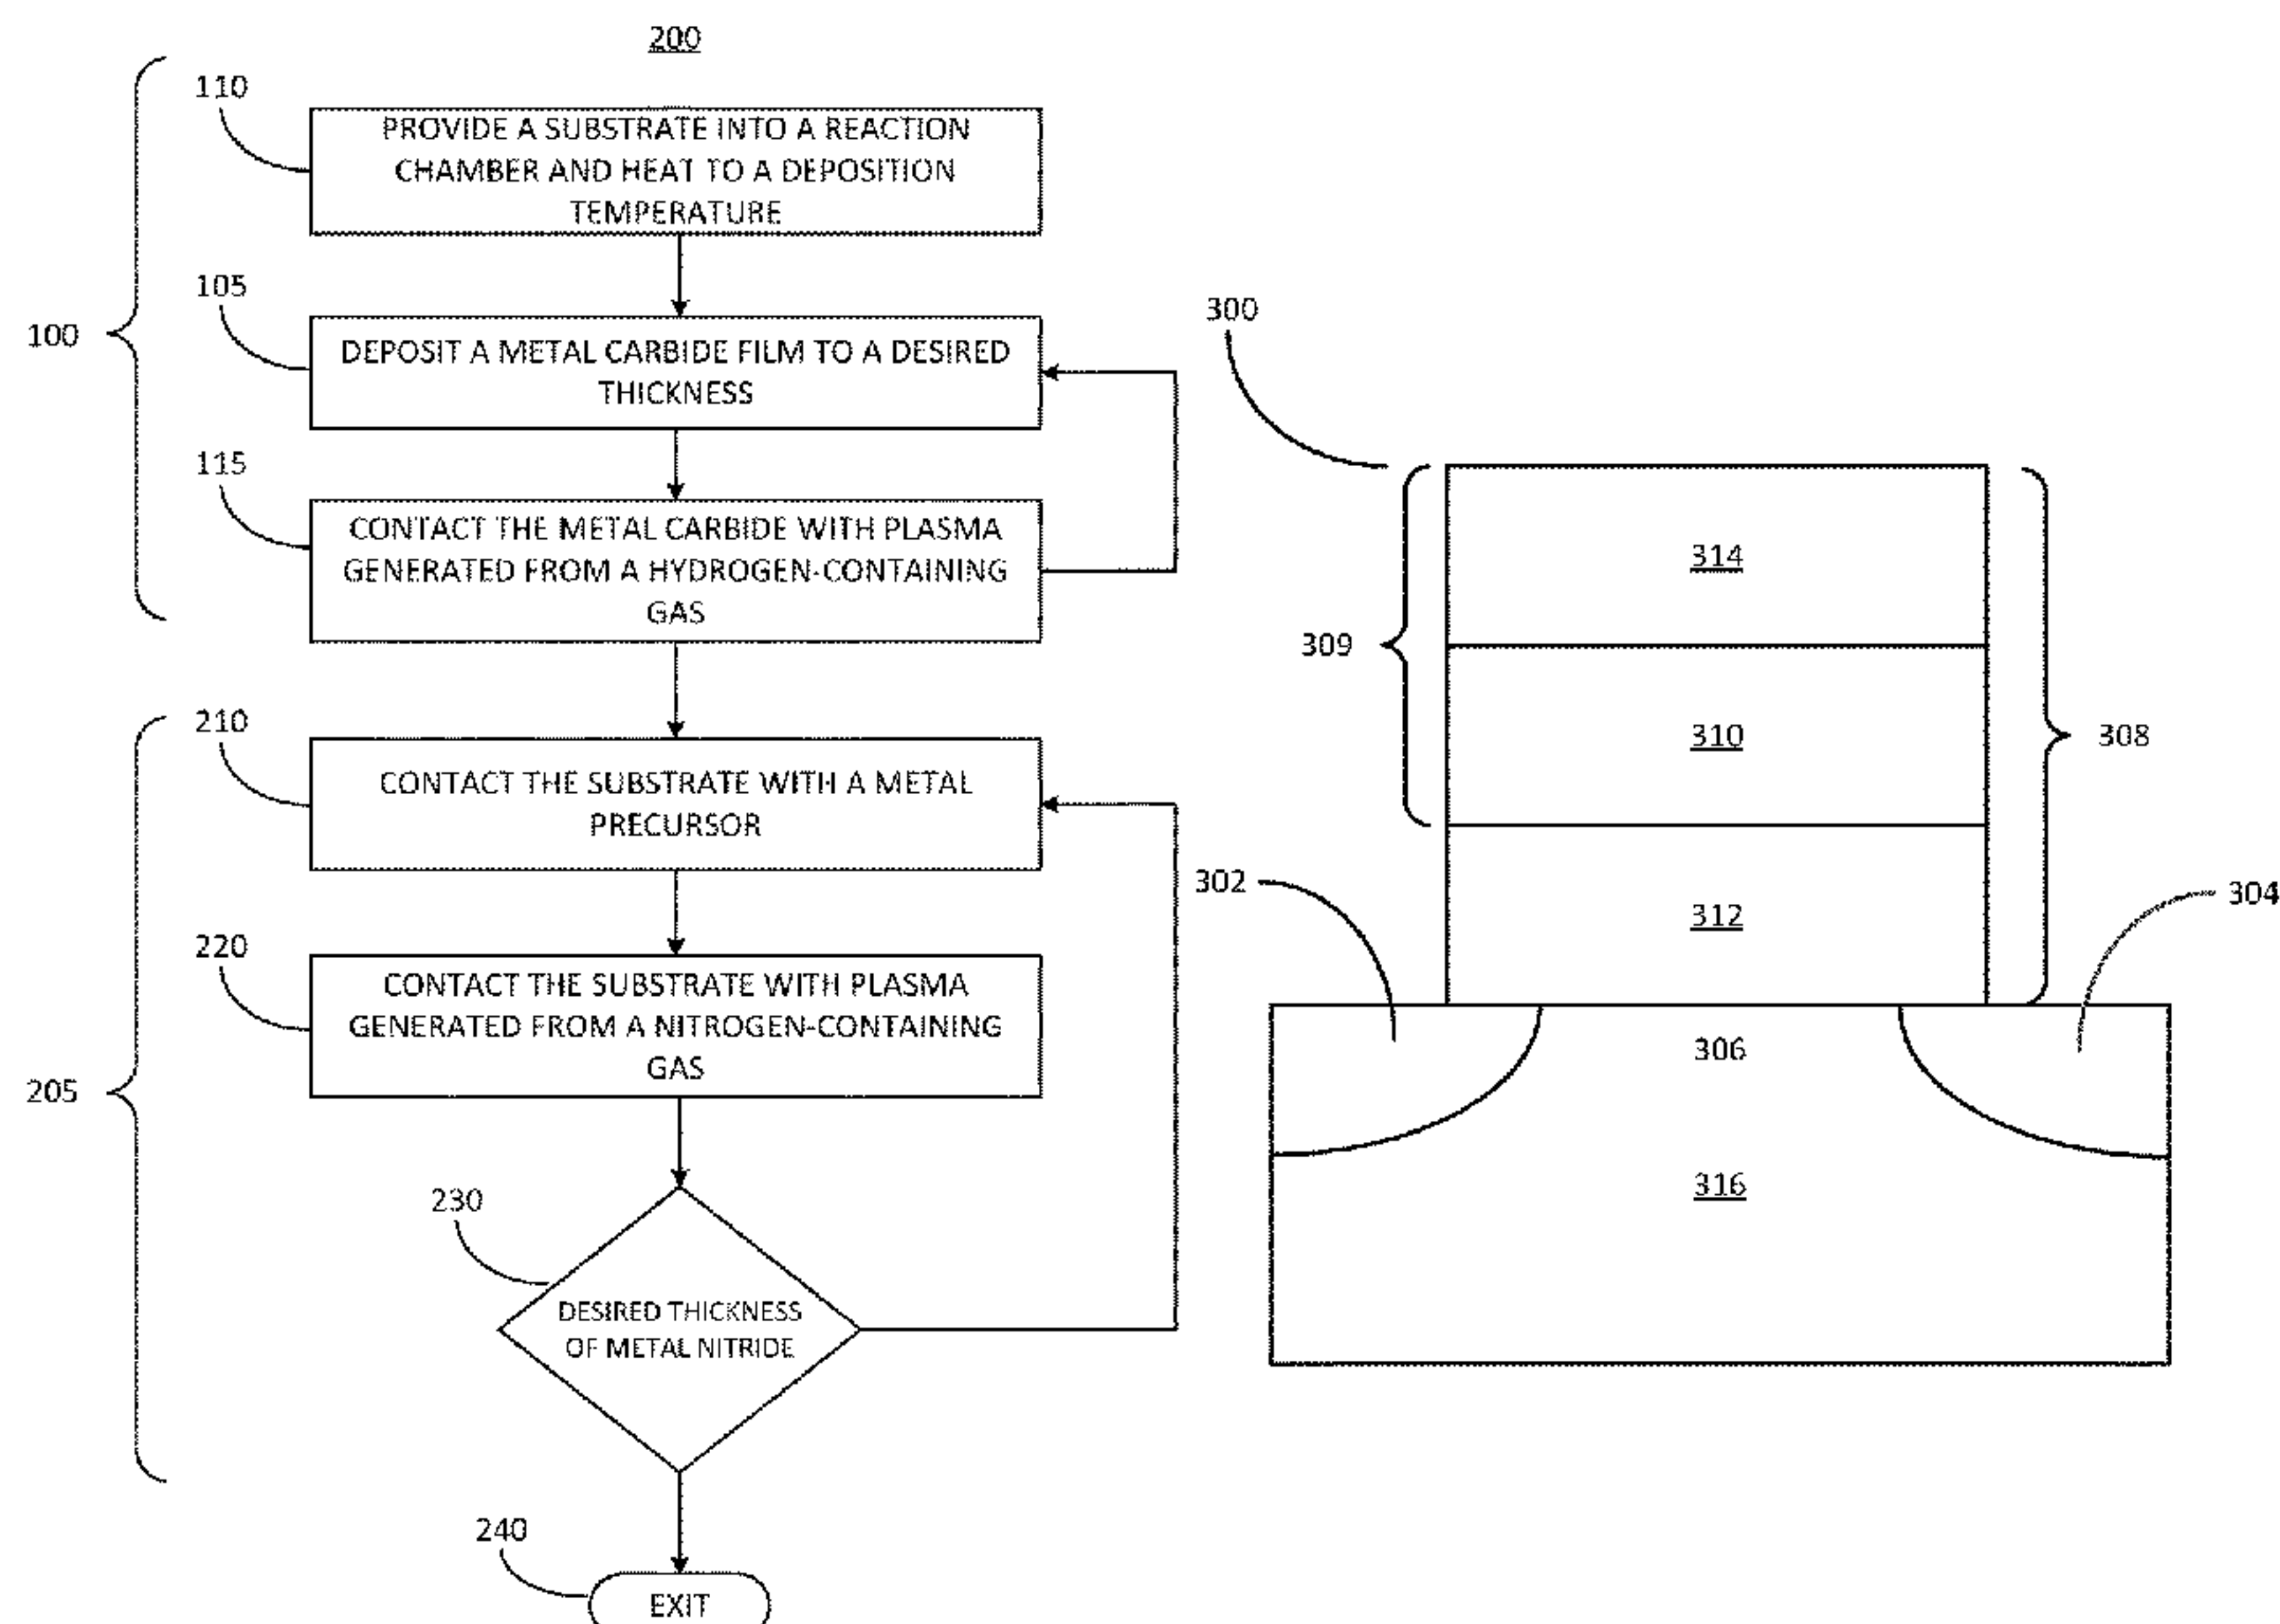 200
110
PROVIDE A SUBSTRATE INTO A REACTION
CHAMBER AND HEAT TO A DEPOSITION
TEMPERATURE
105
DEPOSIT A METAL CARBIDE FILM TO A DESIRED
THICKNESS
100
115
CONTACT THE METAL CARBIDE WITH PLASMA
GENERATED FROM A HYDROGEN-CONTAINING
GAS
210
CONTACT THE SUBSTRATE WITH A METAL
PRECURSOR
220
CONTACT THE SUBSTRATE WITH PLASMA
GENERATED FROM A NITROGEN-CONTAINING
GAS
205
230
DESIRED THICKNESS
OF METAL NITRIDE
240
EXIT
300
314
309
310
308
302
312
304
306
316